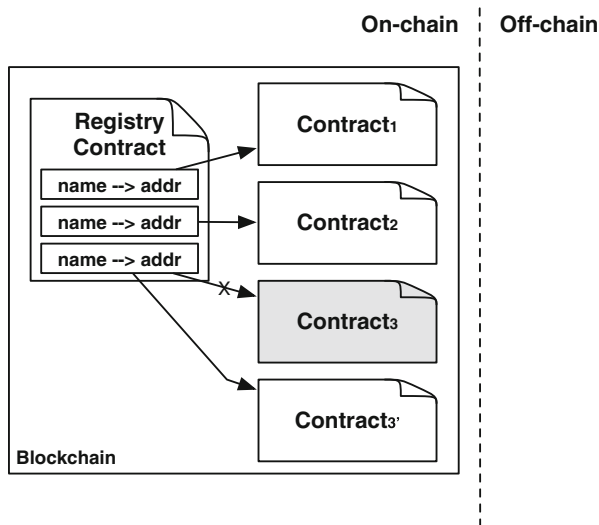 On-chain
Off-chain
Registry
Contract
name --> addr
name --> addr
name --> addr
Contract1
Contract2
X
Contract3
Contract3'
Blockchain